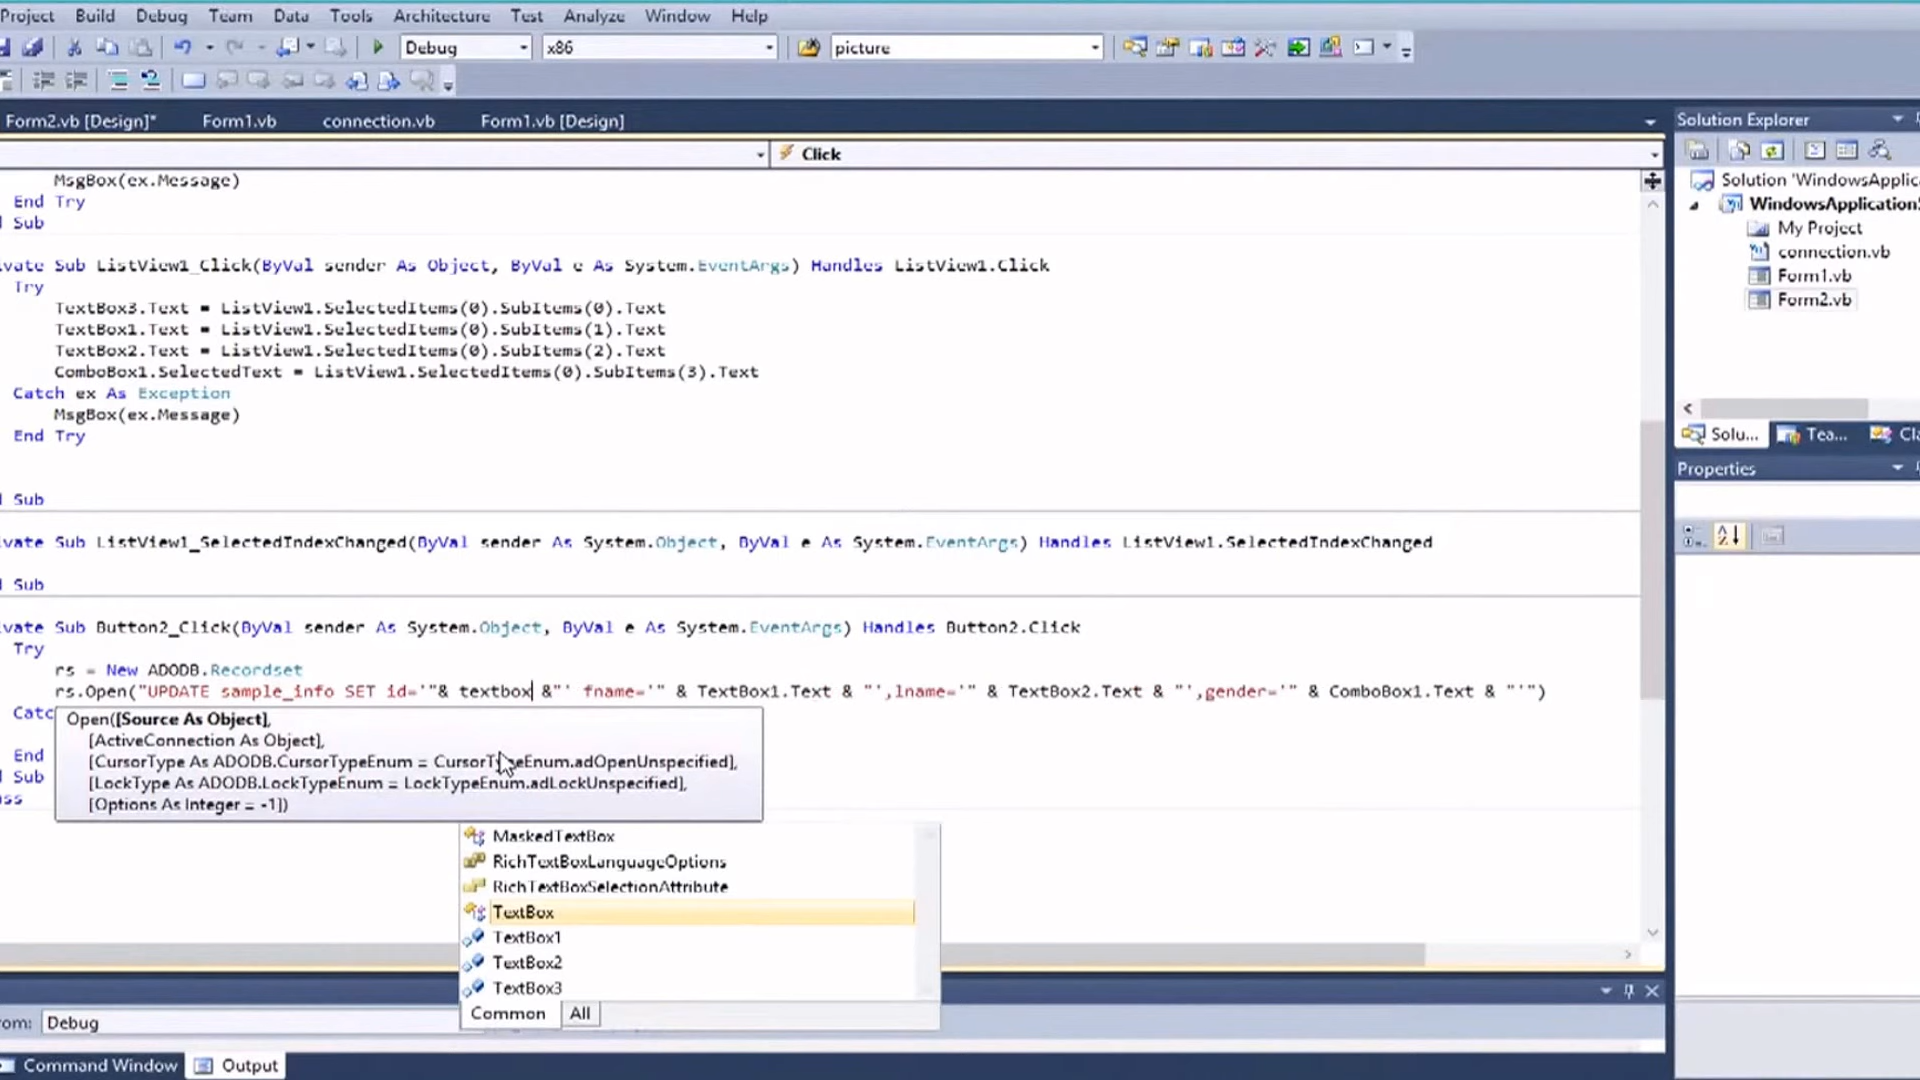 Project Build Debug Team Data Tools Architecture Test Analyze Window Help
Debug x86 picture
Form2.vb [Design]* Form1.vb connection.vb Form1.vb [Design]
Click
MsgBox(ex.Message)
End Try
Sub
ivate Sub ListView1_Click(ByVal sender As Object, ByVal e As System.EventArgs) Handles ListView1.Click
Try
TextBox3.Text = ListView1.SelectedItems(0).SubItems(0).Text
TextBox1.Text = ListView1.SelectedItems(0).SubItems(1).Text
TextBox2.Text = ListView1.SelectedItems(0).SubItems(2).Text
ComboBox1.SelectedText = ListView1.SelectedItems(0).SubItems(3).Text
Catch ex As Exception
MsgBox(ex.Message)
End Try
Sub
ivate Sub ListView1_SelectedIndexChanged(ByVal sender As System.Object, ByVal e As System.EventArgs) Handles ListView1.SelectedIndexChanged
Sub
ivate Sub Button2_Click(ByVal sender As System.Object, ByVal e As System.EventArgs) Handles Button2.Click
Try
rs = New ADODB.Recordset
rs.Open("UPDATE sample_info SET id='"& textbox &"' fname='" & TextBox1.Text & "',lname='" & TextBox2.Text & "',gender='" & ComboBox1.Text & "'")
Catc
End
Sub
ss
Open([Source As Object],
[ActiveConnection As Object],
[CursorType As ADODB.CursorTypeEnum = CursorTypeEnum.adOpenUnspecified],
[LockType As ADODB.LockTypeEnum = LockTypeEnum.adLockUnspecified],
[Options As Integer = -1])
MaskedTextBox
RichTextBoxLanguageOptions
RichTextBoxSelectionAttribute
TextBox
TextBox1
TextBox2
TextBox3
Common All
om: Debug
Command Window Output
Solution Explorer
Solution 'WindowsApplic
WindowsApplication
My Project
connection.vb
Form1.vb
Form2.vb
Solu... Tea... Cla
Properties